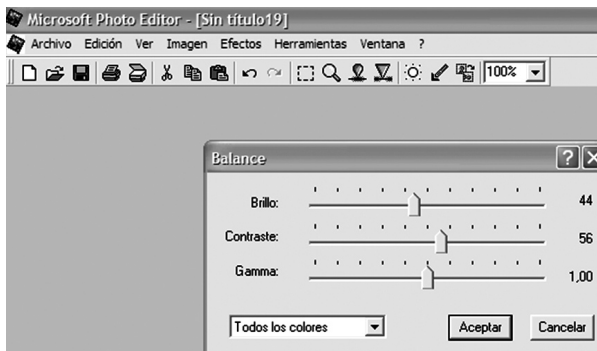 Microsoft Photo Editor - [Sin título19]
Archivo Edición Ver Imagen Efectos Herramientas Ventana ?
100%
Balance
Brillo: 44
Contraste: 56
Gamma: 1,00
Todos los colores Aceptar Cancelar